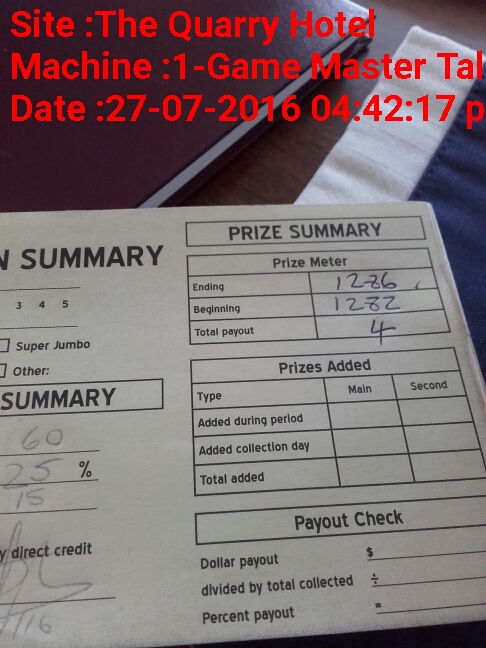 Site :The Quarry Hotel
Machine :1-Game Master Tal
Date :27-07-2016 04:42:17 p
N SUMMARY
3 4 5
Super Jumbo
Other:
SUMMARY
60
25 %
15
y direct credit
/16
PRIZE SUMMARY
Prize Meter
Ending 1286
Beginning 1282
Total payout 4
Prizes Added
Type Main Second
Added during period
Added collection day
Total added
Payout Check
Dollar payout $
divided by total collected ÷
Percent payout =